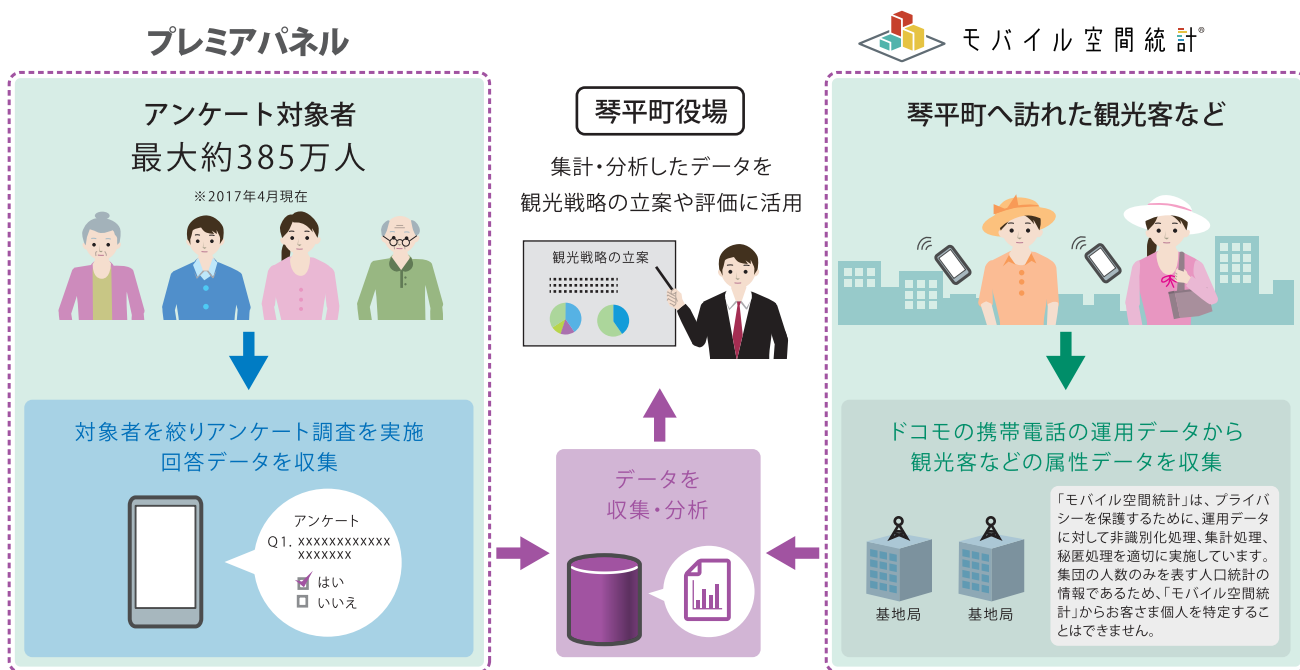 プレミアパネル
アンケート対象者
最大約385万人
※2017年4月現在
対象者を絞りアンケート調査を実施
回答データを収集
アンケート
Q1. xxxxxxxxxxxx
xxxxxxx
はい
いいえ
琴平町役場
集計・分析したデータを
観光戦略の立案や評価に活用
観光戦略の立案
データを
収集・分析
モバイル空間統計®
琴平町へ訪れた観光客など
ドコモの携帯電話の運用データから
観光客などの属性データを収集
基地局
基地局
「モバイル空間統計」は、プライバ
シーを保護するために、運用データ
に対して非識別化処理、集計処理、
秘匿処理を適切に実施しています。
集団の人数のみを表す人口統計の
情報であるため、「モバイル空間統
計」からお客さま個人を特定するこ
とはできません。